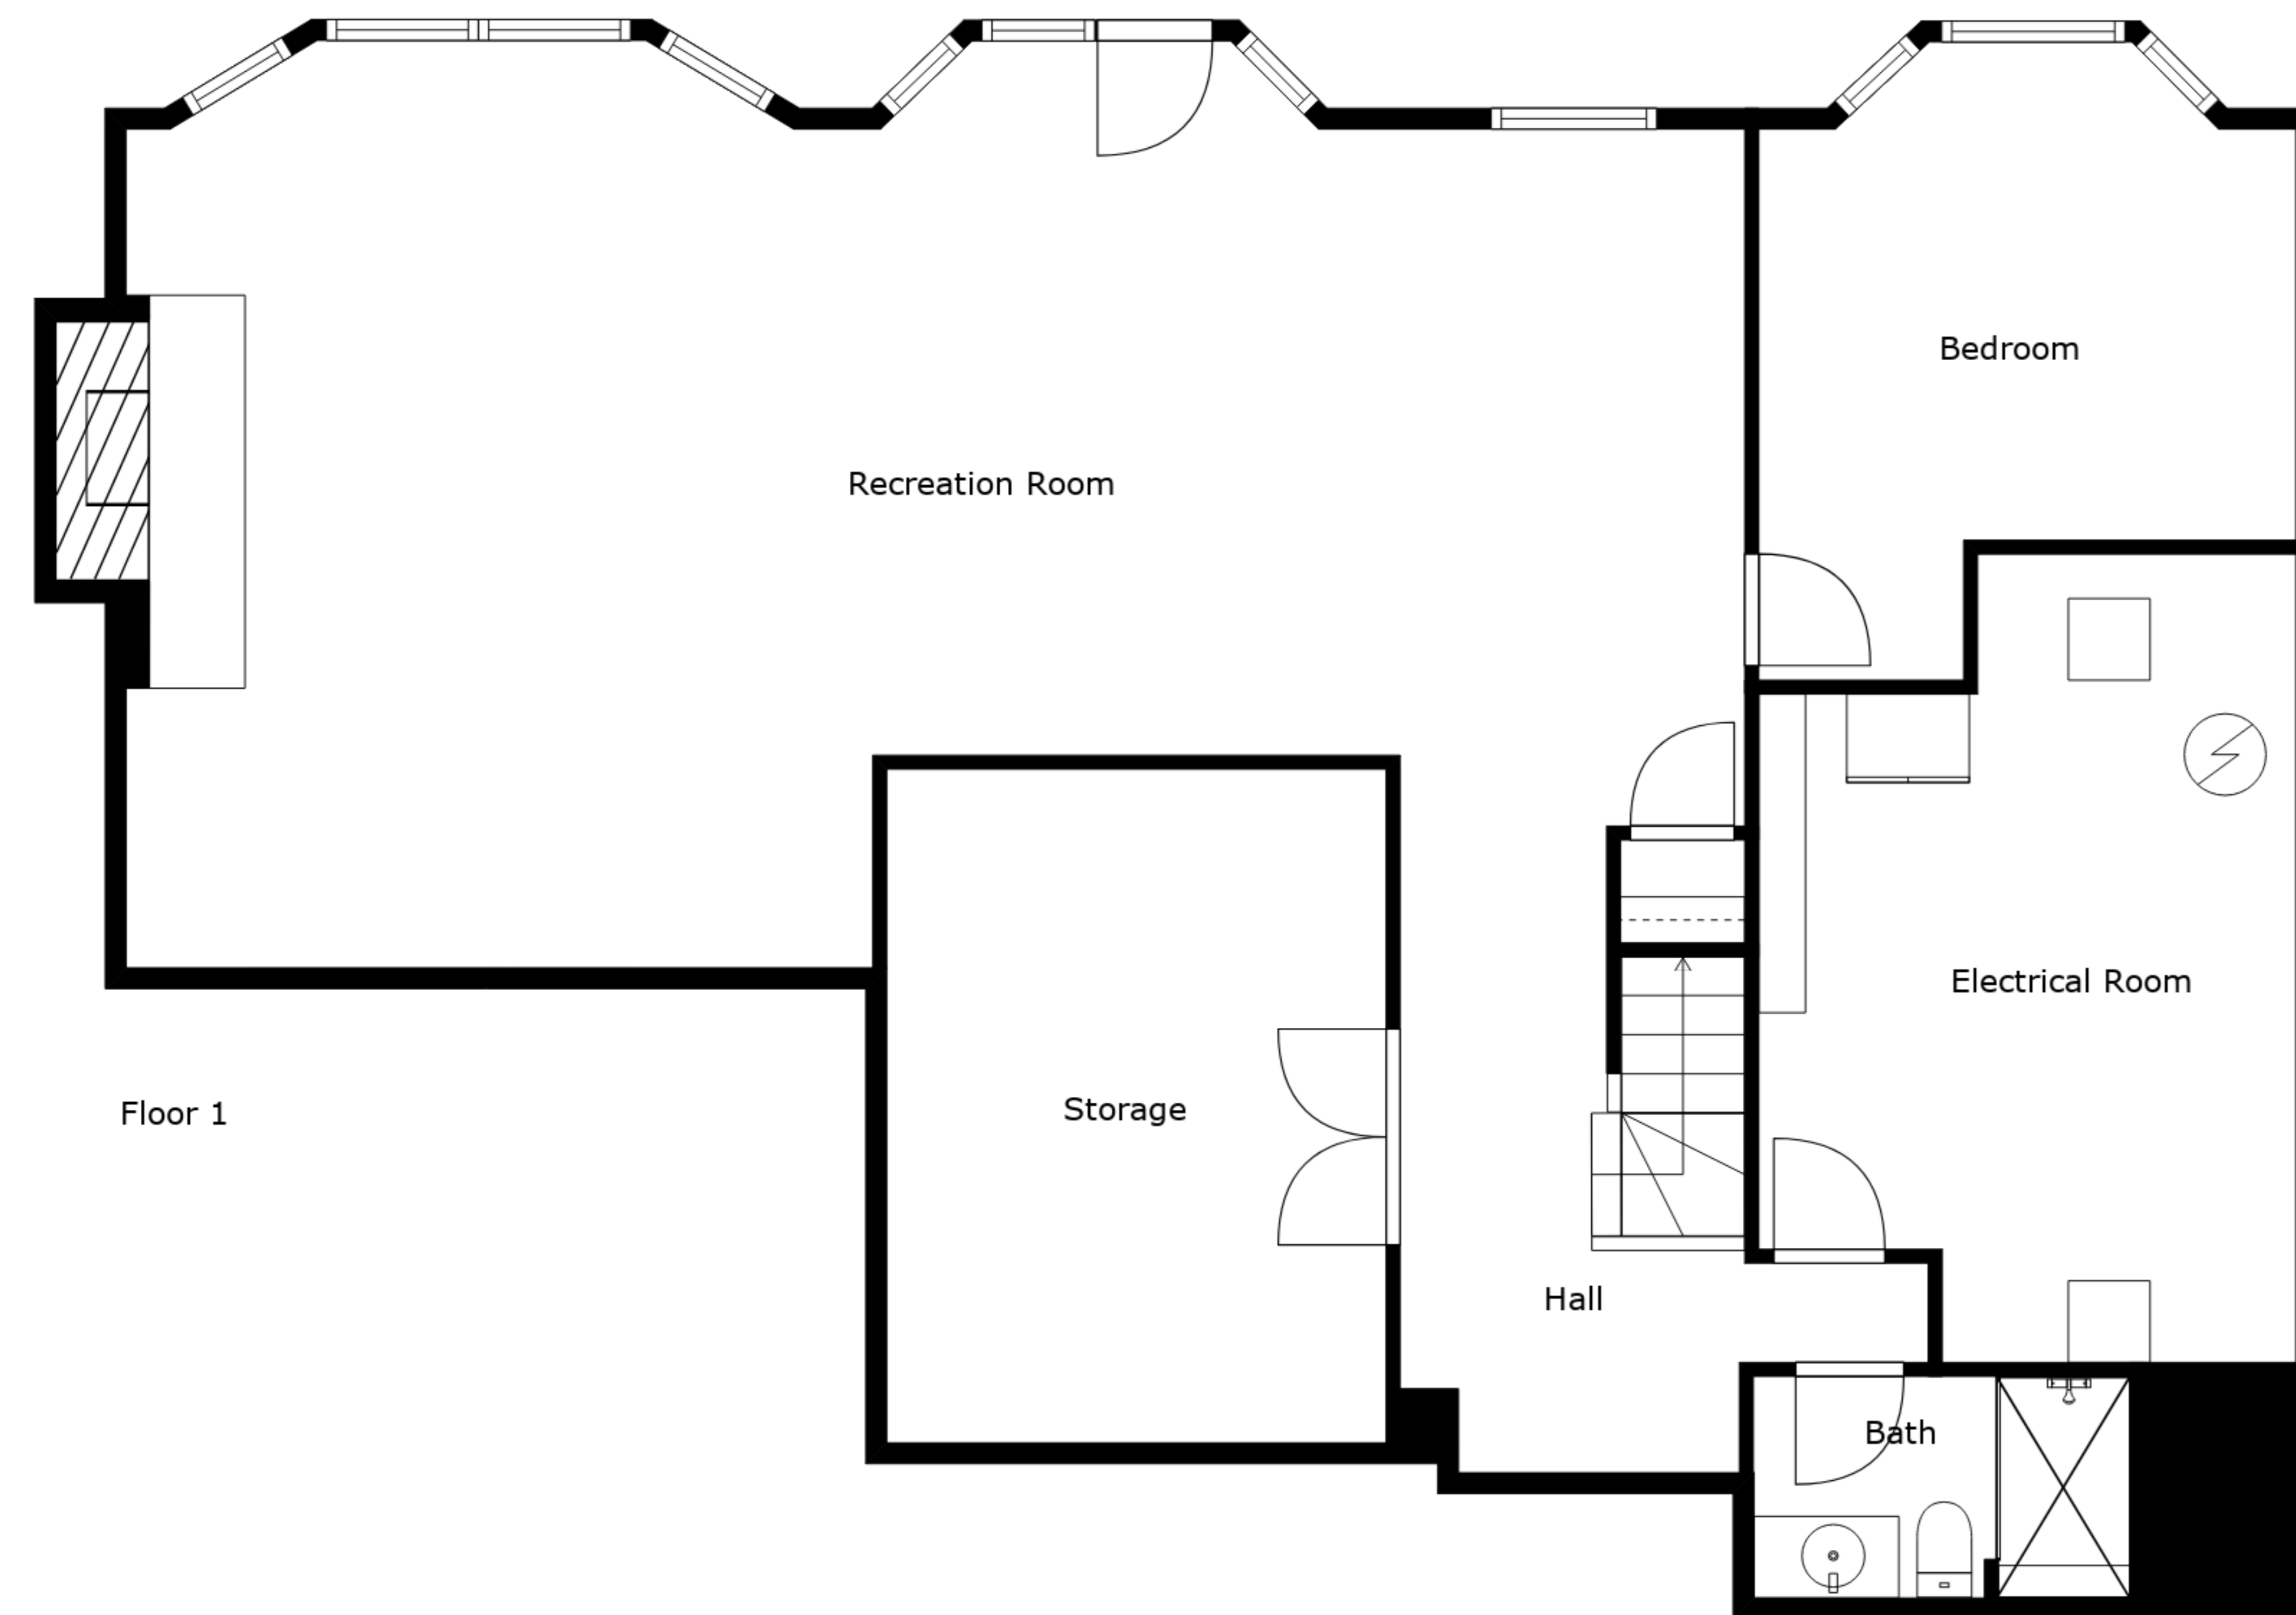 Bedroom
Recreation Room
Electrical Room
Floor 1
Storage
Hall
Bath